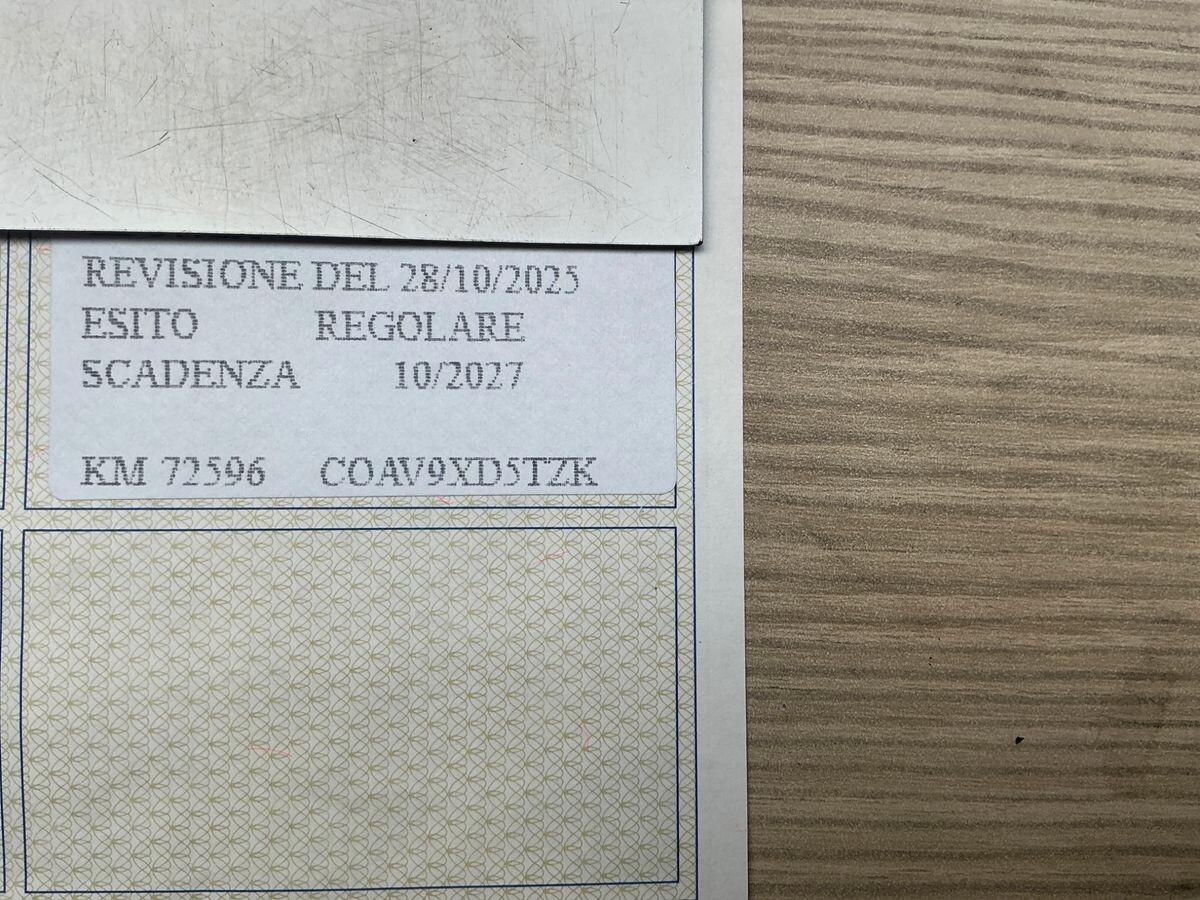 REVISIONE DEL 28/10/2025
ESITO REGOLARE
SCADENZA 10/2027
KM 72596 COAV9XD5TZK